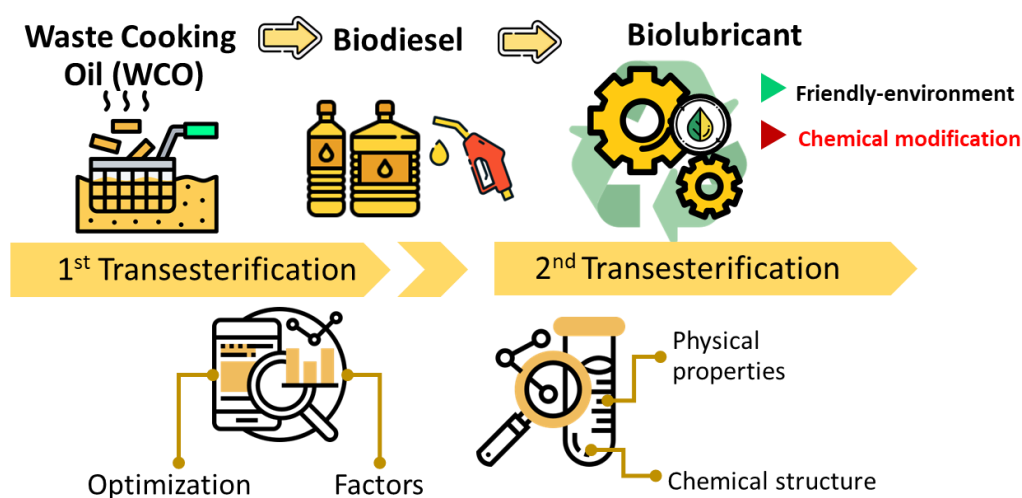 Waste Cooking
Oil (WCO)
Biodiesel
Biolubricant
Friendly-environment
Chemical modification
1st Transesterification
2nd Transesterification
Physical
properties
Optimization
Factors
Chemical structure